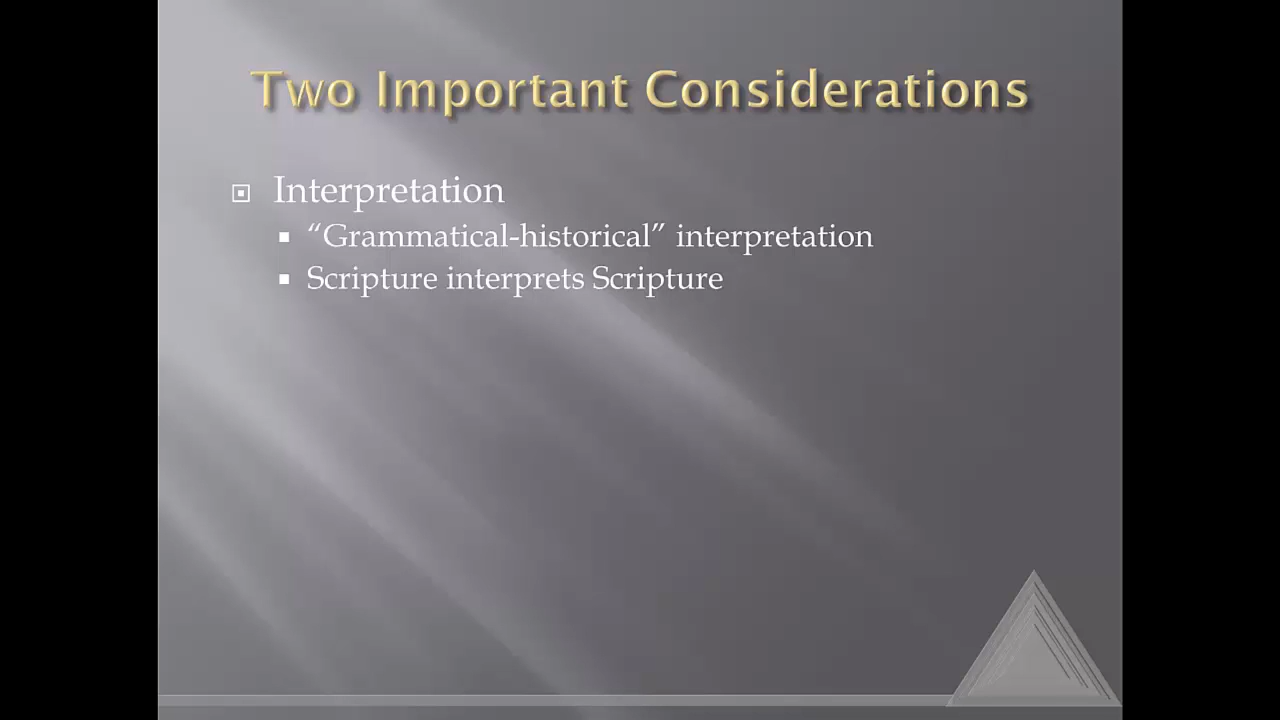 Two Important Considerations
Interpretation
“Grammatical-historical” interpretation
Scripture interprets Scripture